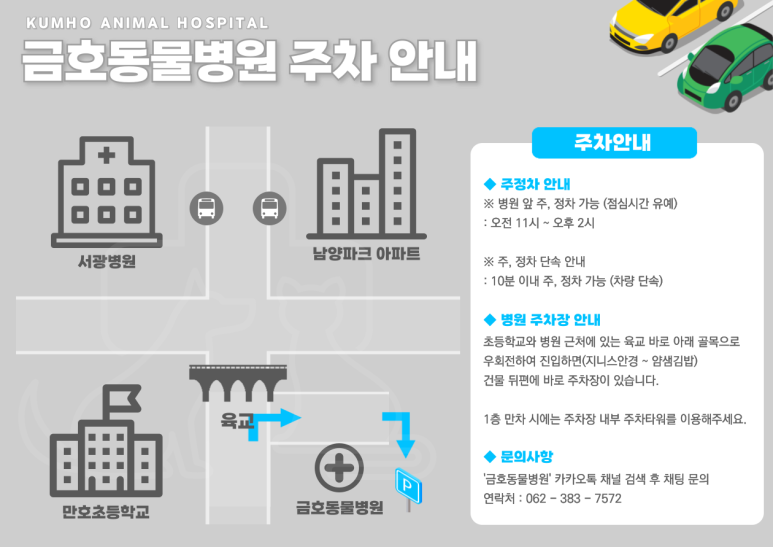 KUMHO ANIMAL HOSPITAL
금호동물병원 주차 안내
서광병원
남양파크 아파트
육교
만호초등학교
금호동물병원
P
주차안내
◆ 주정차 안내
※ 병원 앞 주, 정차 가능 (점심시간 유예)
: 오전 11시 ~ 오후 2시
※ 주, 정차 단속 안내
: 10분 이내 주, 정차 가능 (차량 단속)
◆ 병원 주차장 안내
초등학교와 병원 근처에 있는 육교 바로 아래 골목으로
우회전하여 진입하면(지니스안경 ~ 얌샘김밥)
건물 뒤편에 바로 주차장이 있습니다.
1층 만차 시에는 주차장 내부 주차타워를 이용해주세요.
◆ 문의사항
'금호동물병원' 카카오톡 채널 검색 후 채팅 문의
연락처 : 062 - 383 - 7572